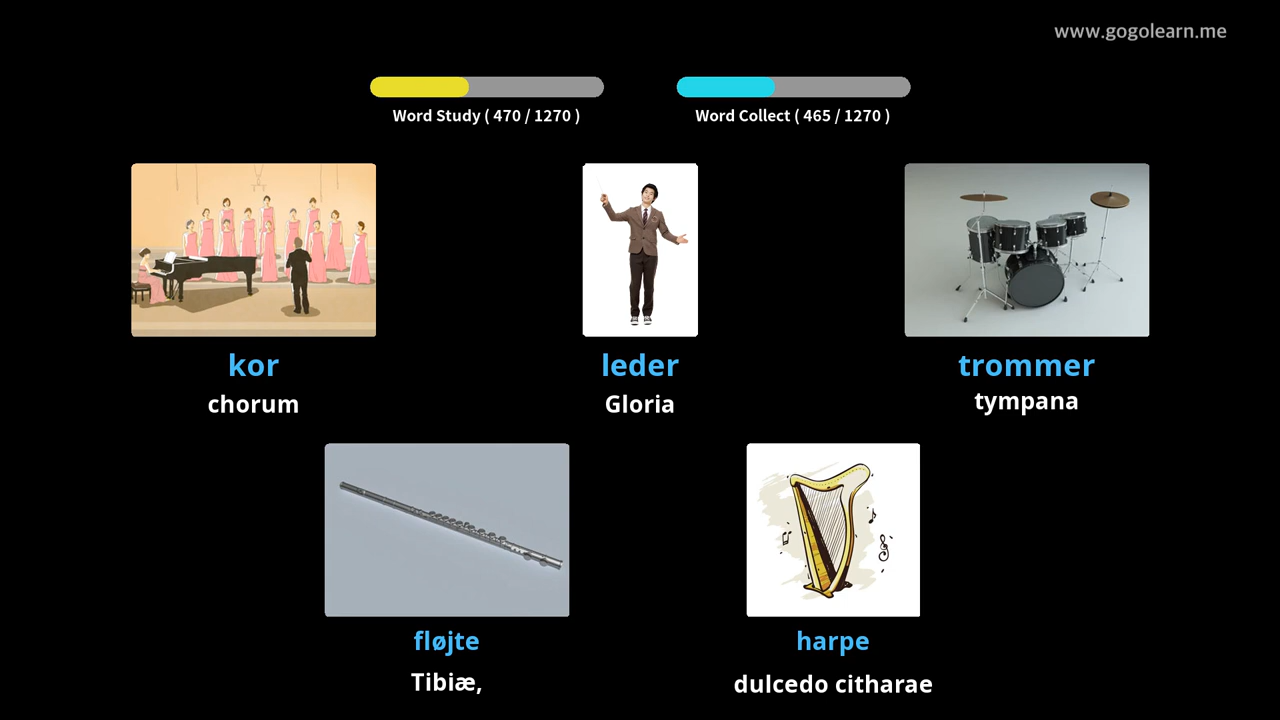 www.gogolearn.me
Word Study ( 470 / 1270 )
Word Collect ( 465 / 1270 )
kor
chorum
leder
Gloria
trommer
tympana
fløjte
Tibiæ,
harpe
dulcedo citharae